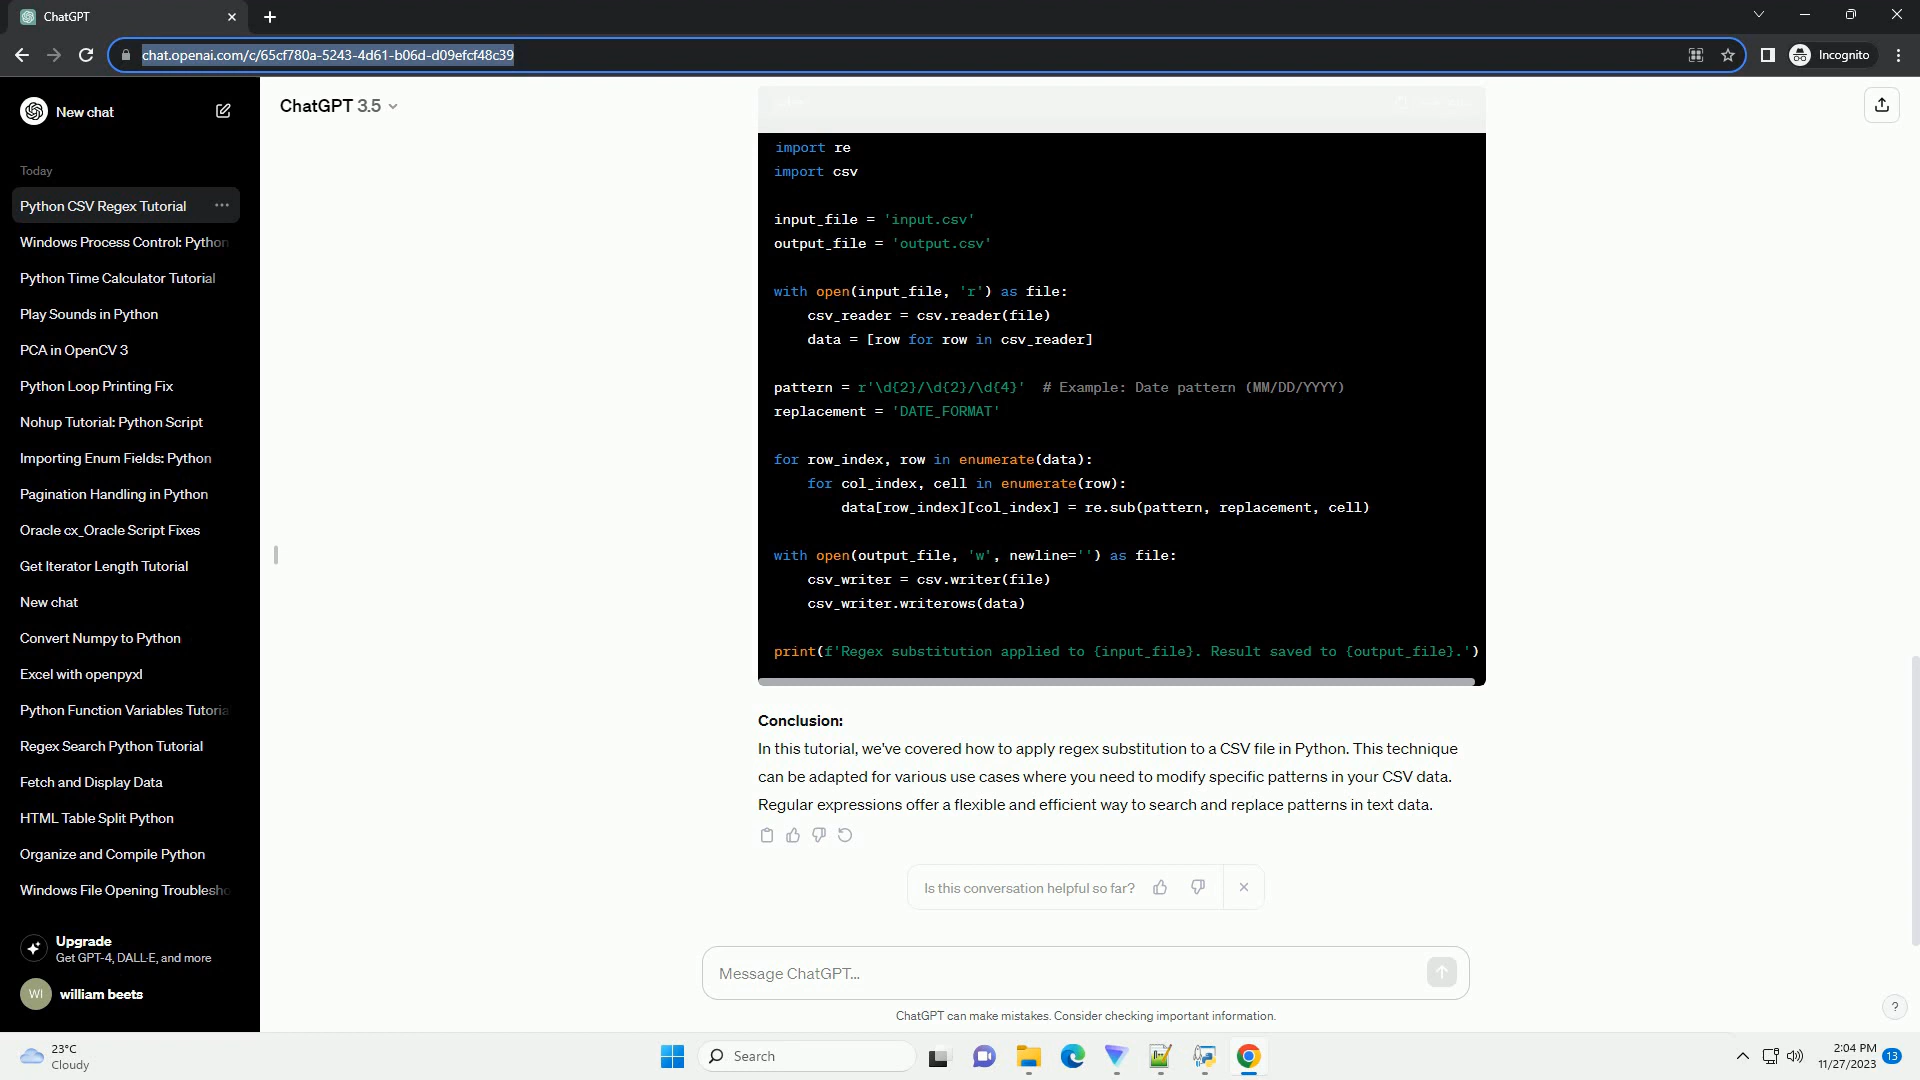 ChatGPT
chat.openai.com/c/65cf780a-5243-4d61-b06d-d09efcf48c39
Incognito
New chat
Today
Python CSV Regex Tutorial
Windows Process Control: Python
Python Time Calculator Tutorial
Play Sounds in Python
PCA in OpenCV 3
Python Loop Printing Fix
Nohup Tutorial: Python Script
Importing Enum Fields: Python
Pagination Handling in Python
Oracle cx_Oracle Script Fixes
Get Iterator Length Tutorial
New chat
Convert Numpy to Python
Excel with openpyxl
Python Function Variables Tutoria
Regex Search Python Tutorial
Fetch and Display Data
HTML Table Split Python
Organize and Compile Python
Windows File Opening Troublesho
Upgrade
Get GPT-4, DALL·E, and more
WI
william beets
ChatGPT 3.5
import re
import csv
input_file = 'input.csv'
output_file = 'output.csv'
with open(input_file, 'r') as file:
    csv_reader = csv.reader(file)
    data = [row for row in csv_reader]
pattern = r'\d{2}/\d{2}/\d{4}'  # Example: Date pattern (MM/DD/YYYY)
replacement = 'DATE_FORMAT'
for row_index, row in enumerate(data):
    for col_index, cell in enumerate(row):
        data[row_index][col_index] = re.sub(pattern, replacement, cell)
with open(output_file, 'w', newline='') as file:
    csv_writer = csv.writer(file)
    csv_writer.writerows(data)
print(f'Regex substitution applied to {input_file}. Result saved to {output_file}.')
Conclusion:
In this tutorial, we've covered how to apply regex substitution to a CSV file in Python. This technique
can be adapted for various use cases where you need to modify specific patterns in your CSV data.
Regular expressions offer a flexible and efficient way to search and replace patterns in text data.
Is this conversation helpful so far?
Message ChatGPT...
ChatGPT can make mistakes. Consider checking important information.
?
23°C
Cloudy
Search
2:04 PM
11/27/2023
13